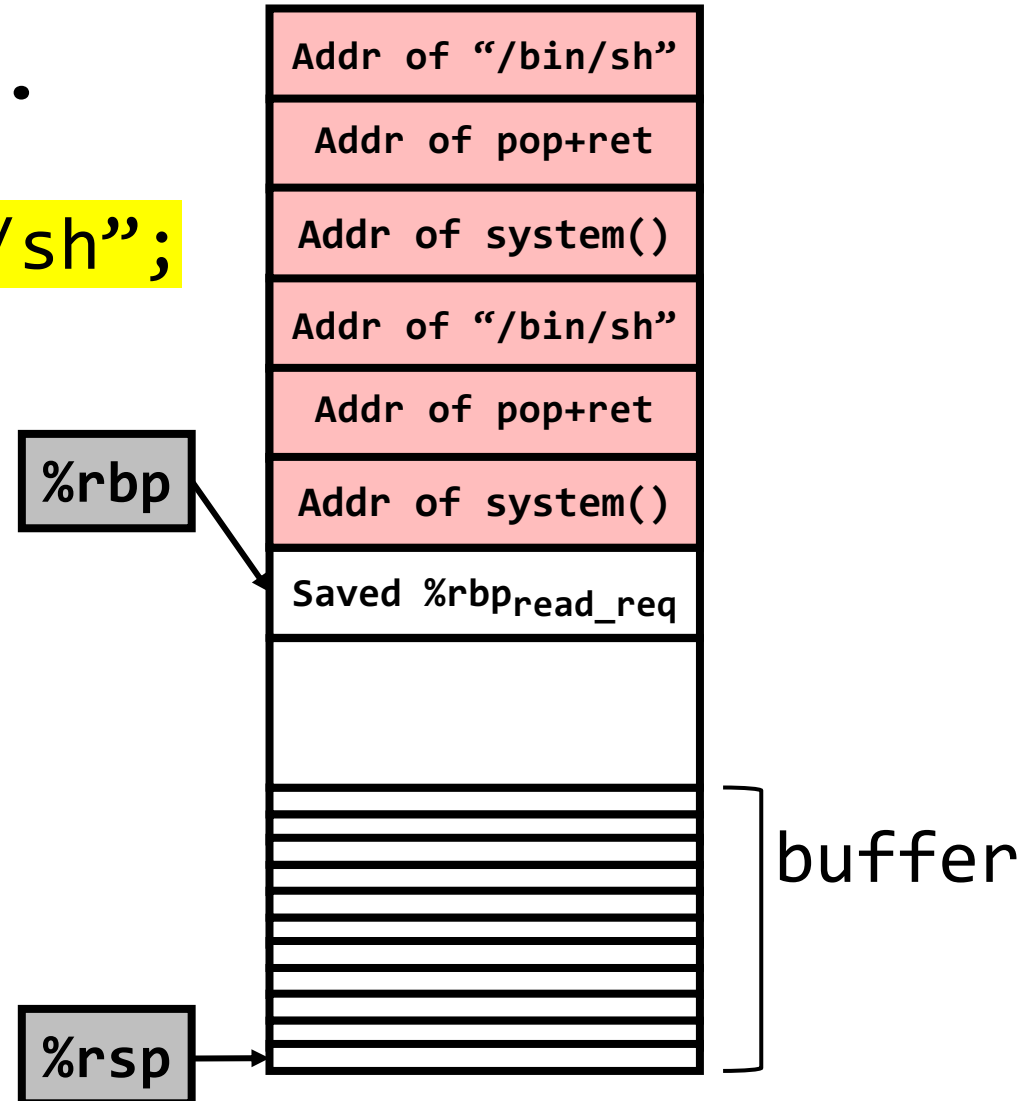 .
/sh”;
Addr of “/bin/sh”
Addr of pop+ret
Addr of system()
Addr of “/bin/sh”
Addr of pop+ret
Addr of system()
Saved %rbpread_req
%rbp
buffer
%rsp